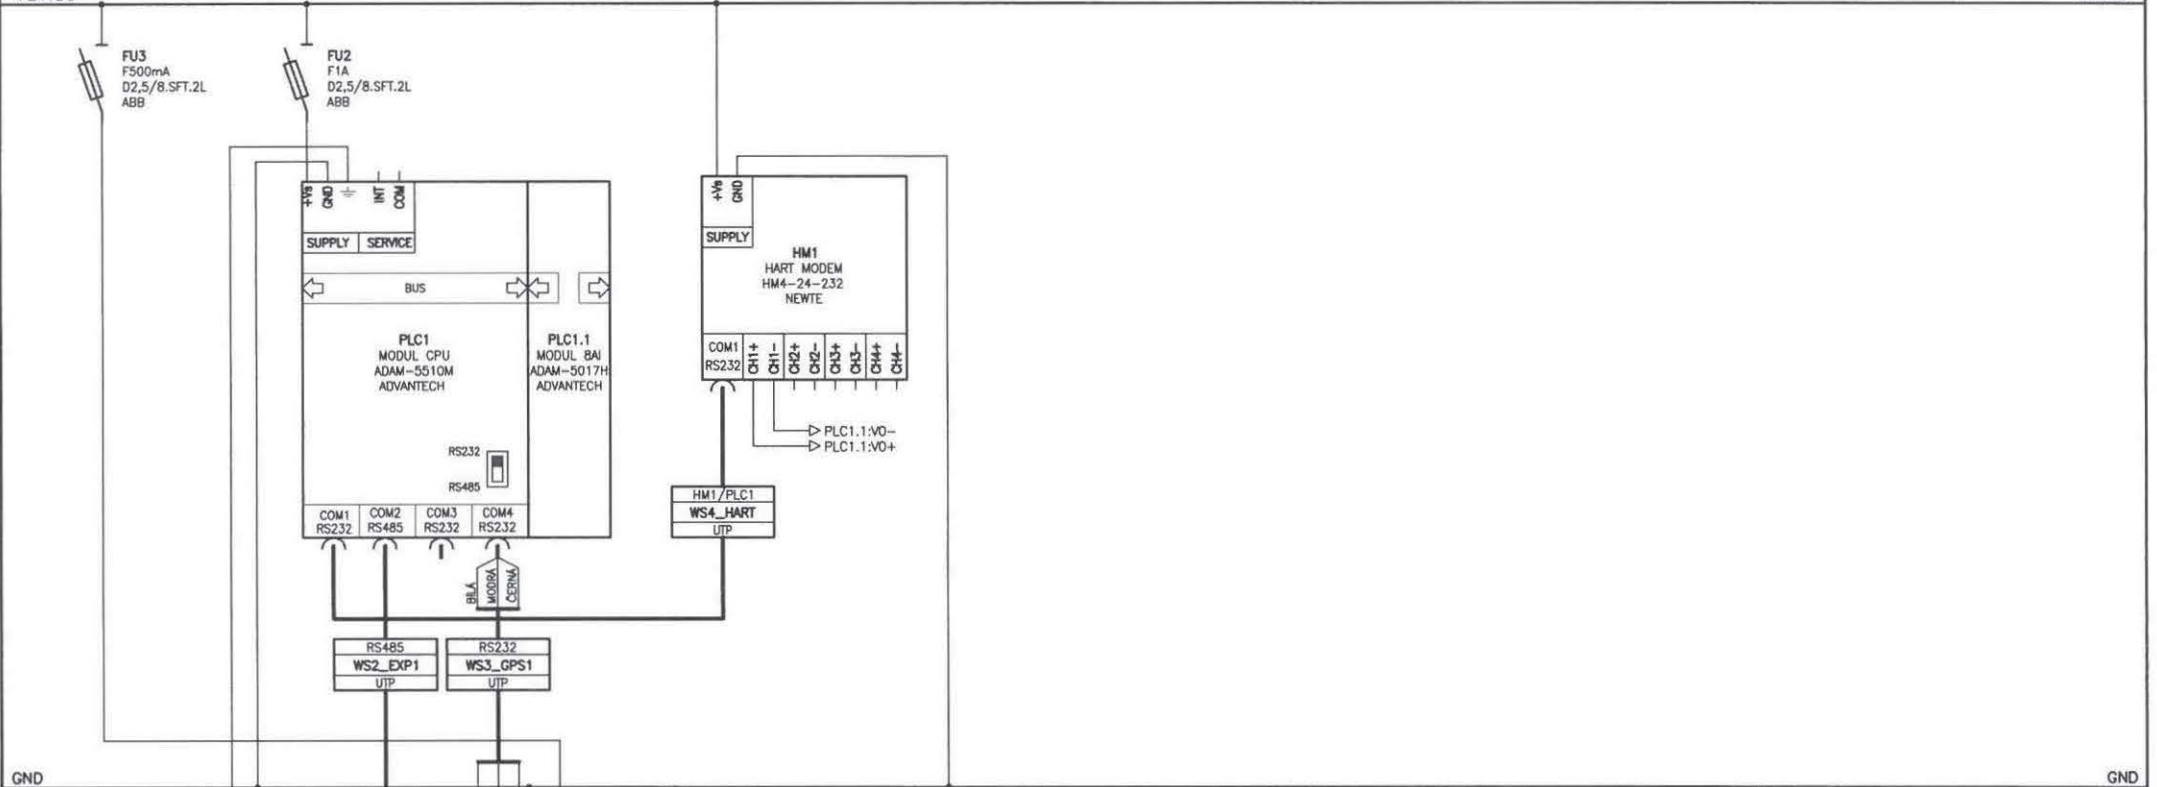 FU3
F500mA
D2,5/8.SFT.2L
ABB
FU2
F1A
D2,5/8.SFT.2L
ABB
+Vs
GND
INT
COM
SUPPLY
SERVICE
BUS
PLC1
MODUL CPU
ADAM-5510M
ADVANTECH
PLC1.1
MODUL 8AI
ADAM-5017H
ADVANTECH
RS232
RS485
COM1
RS232
COM2
RS485
COM3
RS232
COM4
RS232
BÍLÁ
MODRÁ
ČERNÁ
RS485
WS2_EXP1
UTP
RS232
WS3_GPS1
UTP
+Vs
GND
SUPPLY
HM1
HART MODEM
HM4-24-232
NEWTE
COM1
RS232
CH1+
CH1-
CH2+
CH2-
CH3+
CH3-
CH4+
CH4-
PLC1.1:V0-
PLC1.1:V0+
HM1/PLC1
WS4_HART
UTP
GND
GND